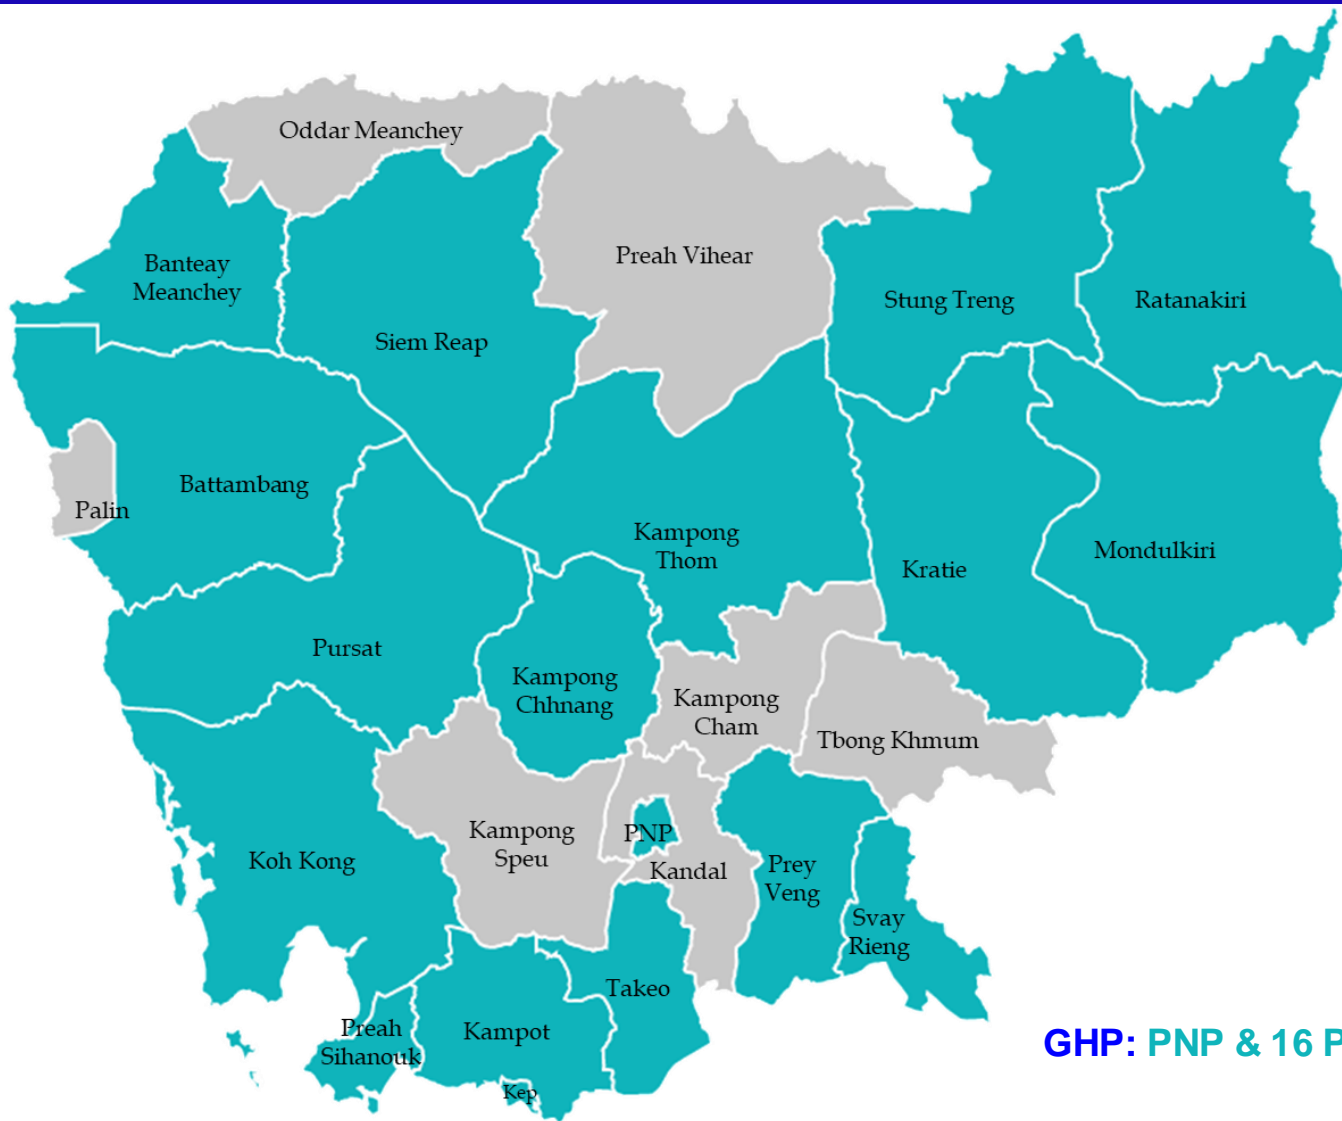 Oddar Meanchey
Preah Vihear
Banteay
Meanchey
Siem Reap
Stung Treng
Ratanakiri
Battambang
Palin
Kampong
Thom
Kratie
Mondulkiri
Pursat
Kampong
Chhnang
Kampong
Cham
Tbong Khmum
Koh Kong
Kampong
Speu
PNP
Kandal
Prey
Veng
Svay
Rieng
Takeo
Preah
Sihanouk
Kampot
Kep
GHP: PNP & 16 P